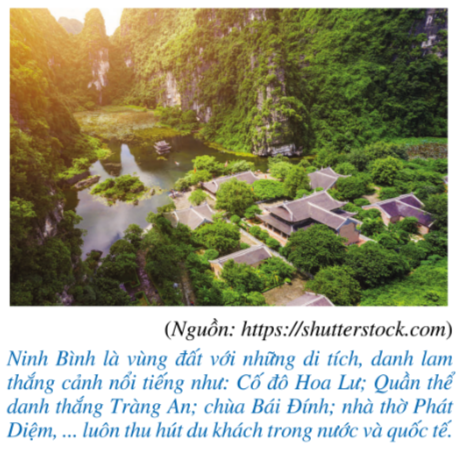 (Nguồn: https://shutterstock.com)
Ninh Bình là vùng đất với những di tích, danh lam
thắng cảnh nổi tiếng như: Cố đô Hoa Lư; Quần thể
danh thắng Tràng An; chùa Bái Đính; nhà thờ Phát
Diệm, ... luôn thu hút du khách trong nước và quốc tế.